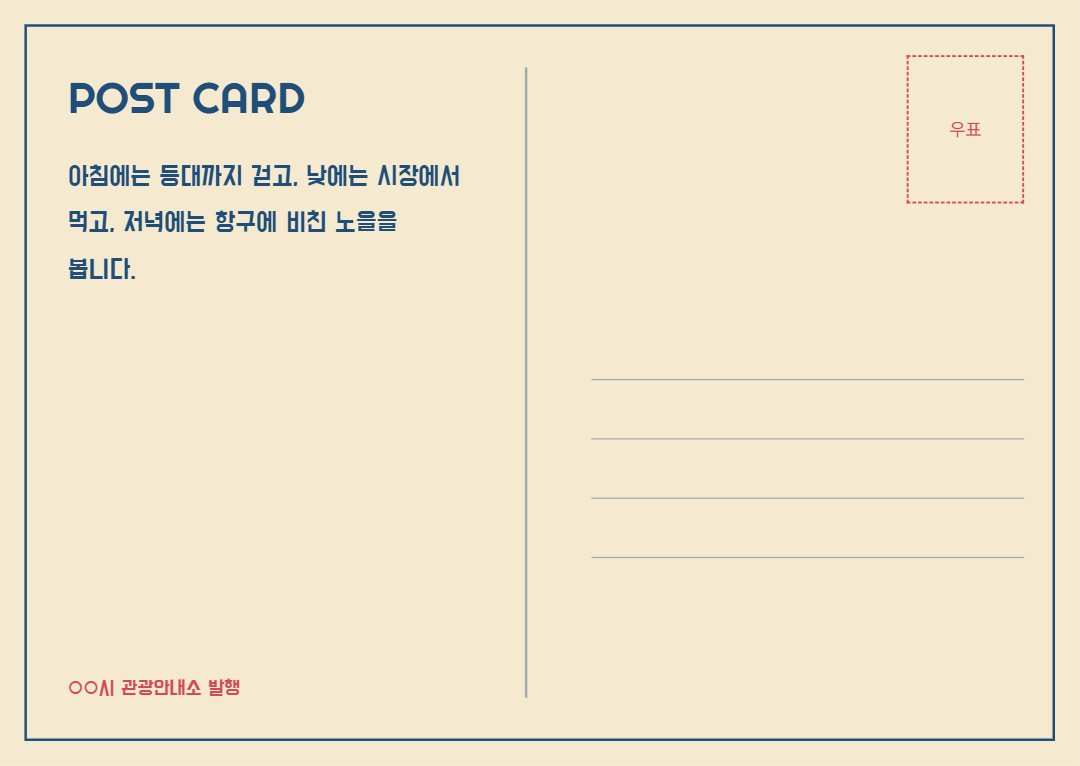 POST CARD
우표
아침에는 등대까지 걷고, 낮에는 시장에서
먹고, 저녁에는 항구에 비친 노을을
봅니다.
○○시 관광안내소 발행